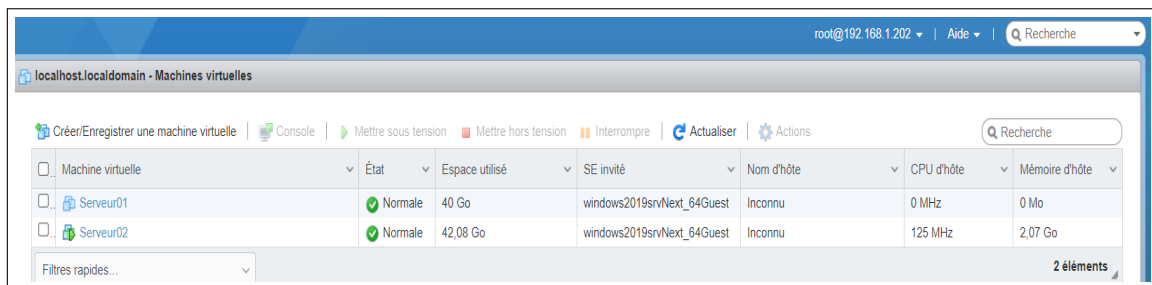 root@192.168.1.202 | Aide | Recherche
localhost.localdomain - Machines virtuelles
Créer/Enregistrer une machine virtuelle | Console | Mettre sous tension Mettre hors tension Interrompre | Actualiser | Actions Recherche
Machine virtuelle État Espace utilisé SE invité Nom d'hôte CPU d'hôte Mémoire d'hôte
Serveur01 Normale 40 Go windows2019srvNext_64Guest Inconnu 0 MHz 0 Mo
Serveur02 Normale 42,08 Go windows2019srvNext_64Guest Inconnu 125 MHz 2,07 Go
Filtres rapides... 2 éléments